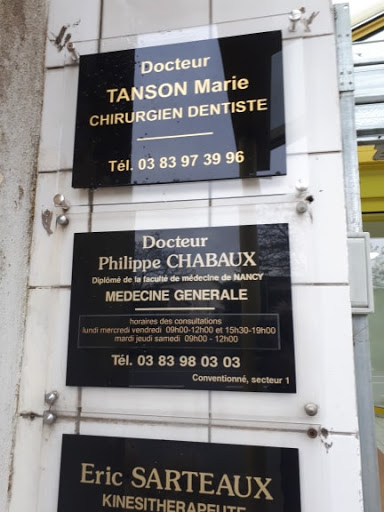 Docteur
TANSON Marie
CHIRURGIEN DENTISTE
Tél. 03 83 97 39 96
Docteur
Philippe CHABAUX
Diplômé de la faculté de médecine de NANCY
MEDECINE GENERALE
horaires des consultations
lundi mercredi vendredi 09h00-12h00 et 15h30-19h00
mardi jeudi samedi 09h00 - 12h00
Tél. 03 83 98 03 03
Conventionné, secteur 1
Eric SARTEAUX
KINESITHERAPEUTE